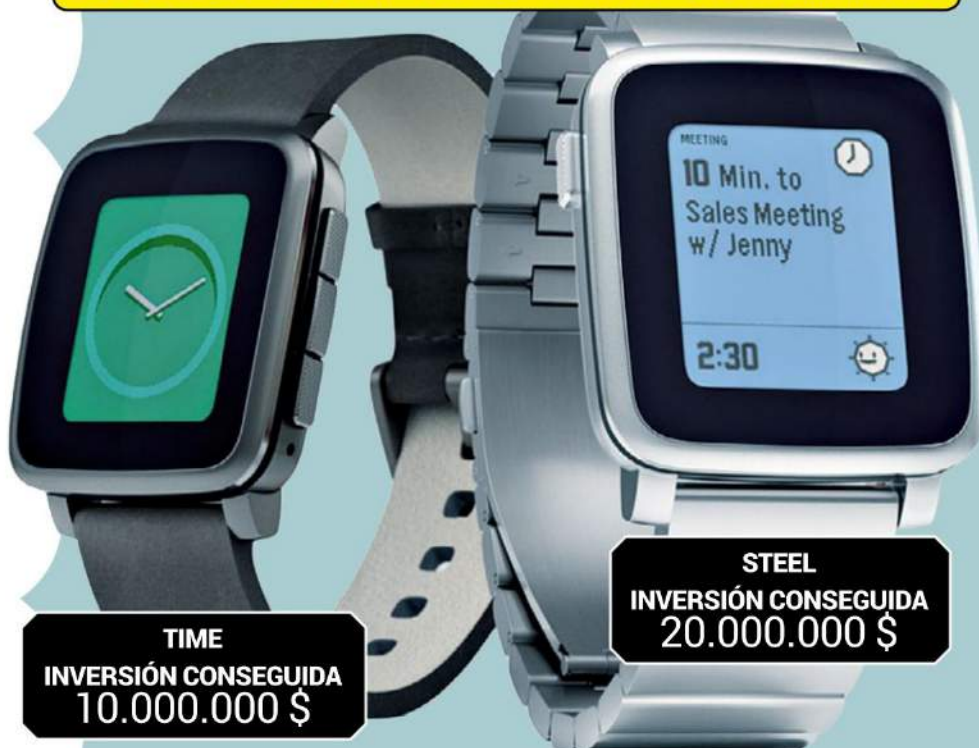 MEETING
10 Min. to
Sales Meeting
w/ Jenny
2:30
STEEL
INVERSIÓN CONSEGUIDA
20.000.000 $
TIME
INVERSIÓN CONSEGUIDA
10.000.000 $